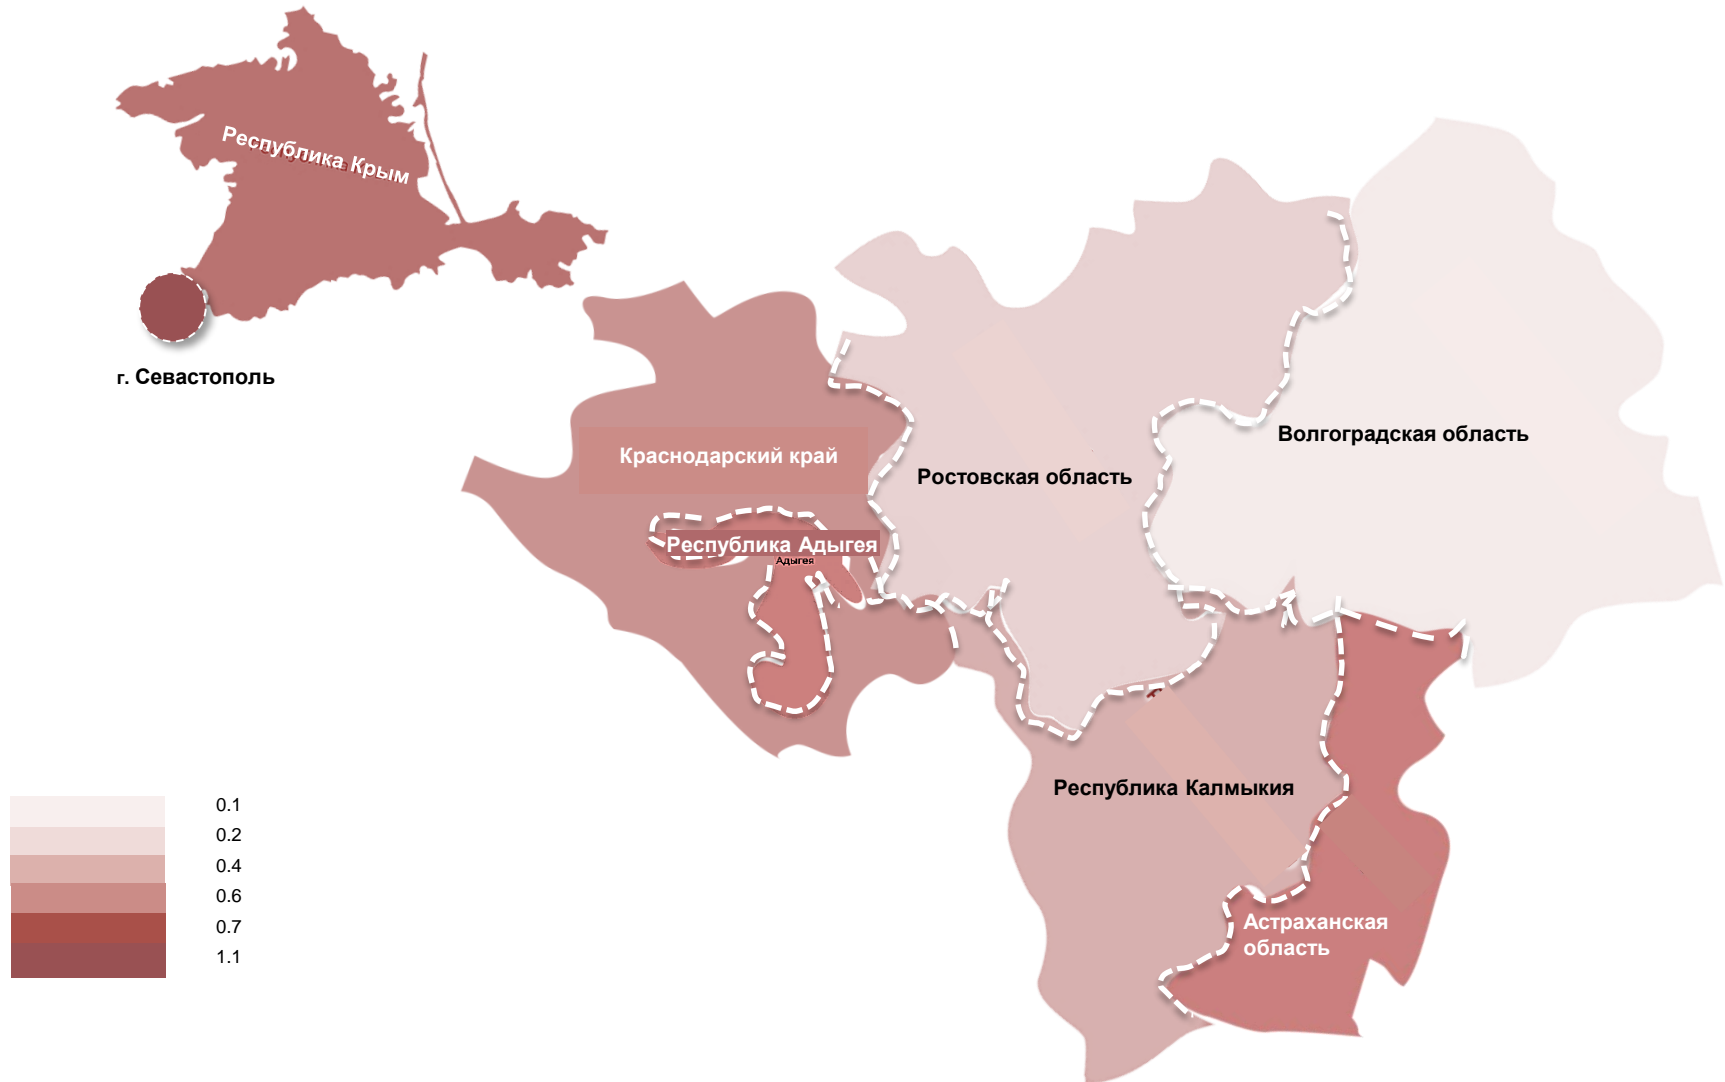 Республика Крым
г. Севастополь
Краснодарский край
Волгоградская область
Ростовская область
Республика Адыгея
Адыгея
Республика Калмыкия
0.1
0.2
0.4
0.6
0.7
1.1
Астраханская
область